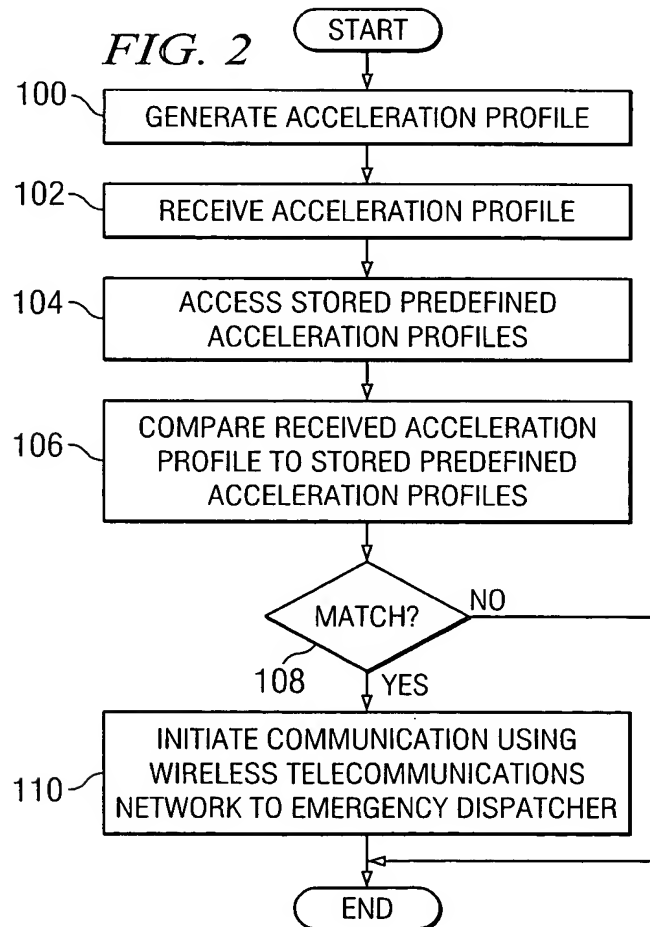 START
FIG. 2
100
GENERATE ACCELERATION PROFILE
102
RECEIVE ACCELERATION PROFILE
104
ACCESS STORED PREDEFINED
ACCELERATION PROFILES
106
COMPARE RECEIVED ACCELERATION
PROFILE TO STORED PREDEFINED
ACCELERATION PROFILES
MATCH?
NO
108
YES
110
INITIATE COMMUNICATION USING
WIRELESS TELECOMMUNICATIONS
NETWORK TO EMERGENCY DISPATCHER
END